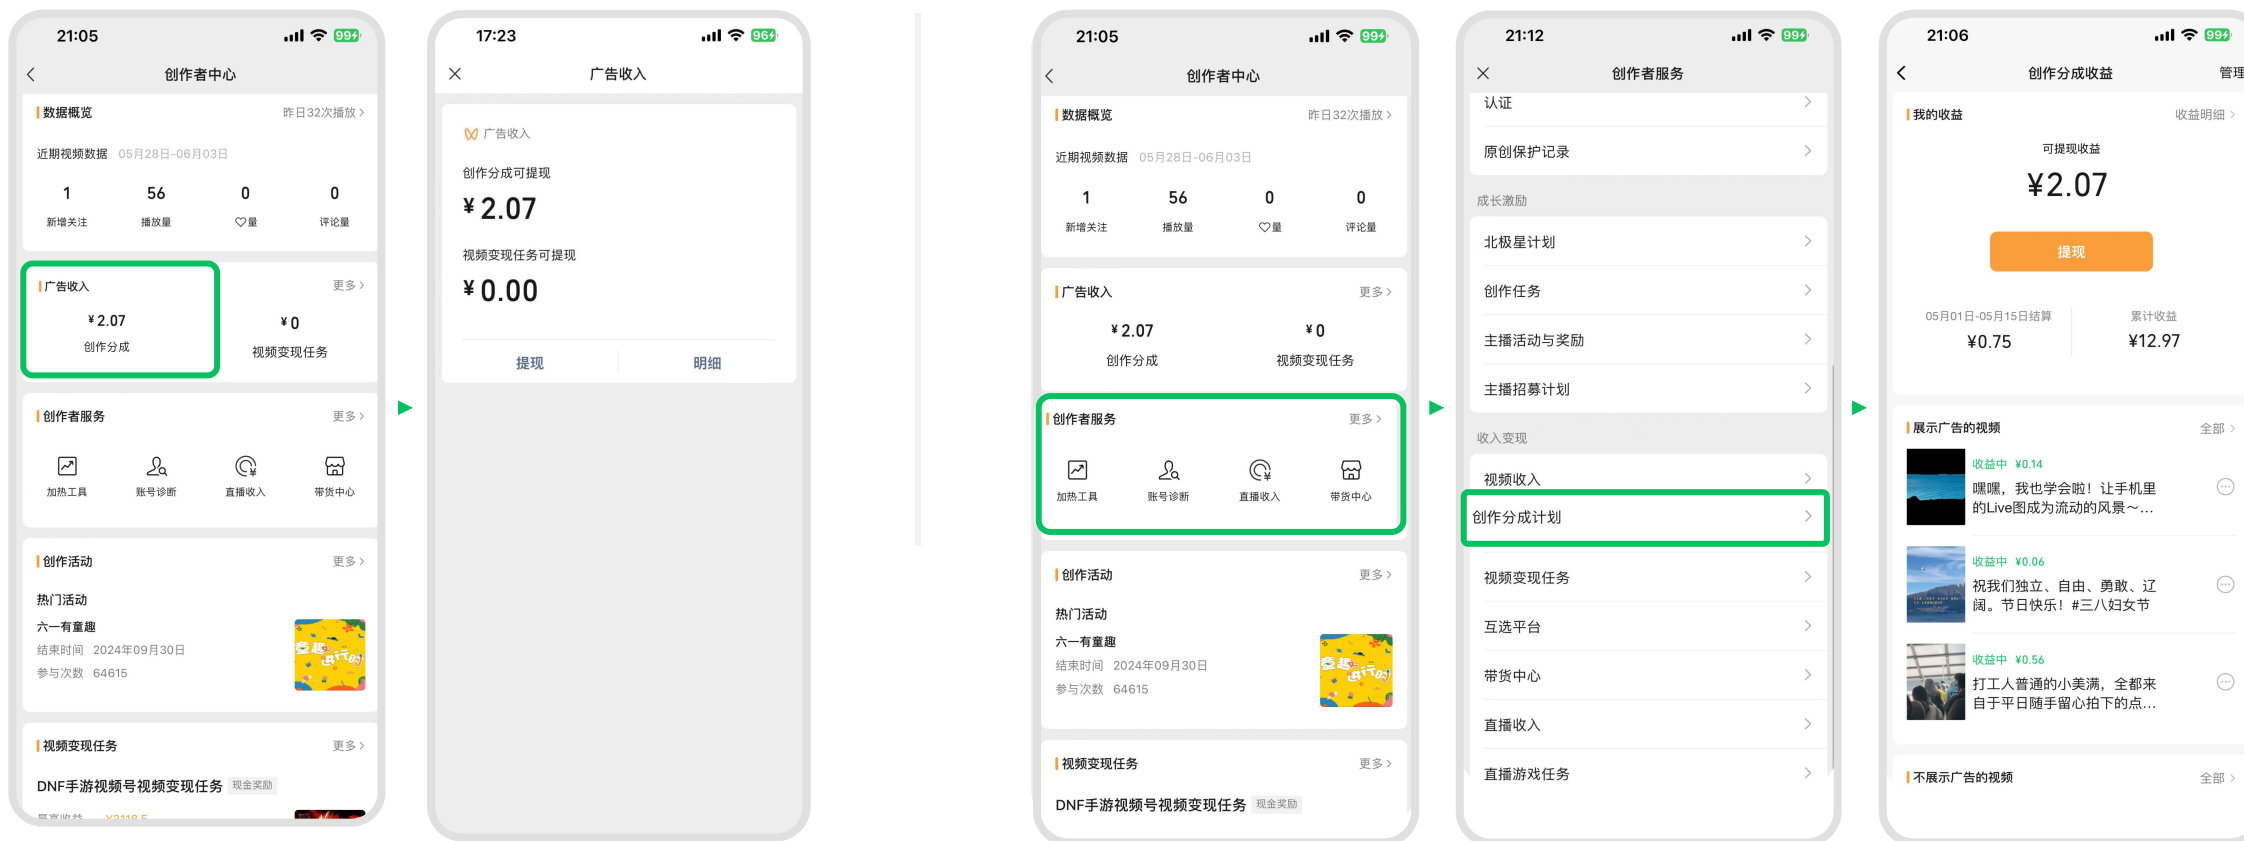 21:05
99
创作者中心
数据概览
昨日32次播放
近期视频数据 05月28日-06月03日
1 56 0 0
新增关注 播放量 量 评论量
广告收入
更多
¥2.07 ¥0
创作分成 视频变现任务
创作者服务
更多
加热工具 账号诊断 直播收入 带货中心
创作活动
更多
热门活动
六一有童趣
结束时间 2024年09月30日
参与次数 64615
童趣
进行时
视频变现任务
更多
DNF手游视频号视频变现任务 现金奖励
最高收益 ¥3118.5
17:23
96
广告收入
广告收入
创作分成可提现
¥2.07
视频变现任务可提现
¥0.00
提现 明细
21:05
99
创作者中心
数据概览
昨日32次播放
近期视频数据 05月28日-06月03日
1 56 0 0
新增关注 播放量 量 评论量
广告收入
更多
¥2.07 ¥0
创作分成 视频变现任务
创作者服务
更多
加热工具 账号诊断 直播收入 带货中心
创作活动
更多
热门活动
六一有童趣
结束时间 2024年09月30日
参与次数 64615
童趣
进行时
视频变现任务
更多
DNF手游视频号视频变现任务 现金奖励
21:12
99
创作者服务
认证
原创保护记录
成长激励
北极星计划
创作任务
主播活动与奖励
主播招募计划
收入变现
视频收入
创作分成计划
视频变现任务
互选平台
带货中心
直播收入
直播游戏任务
21:06
99
创作分成收益
管理
我的收益
收益明细
可提现收益
¥2.07
提现
05月01日-05月15日结算 累计收益
¥0.75 ¥12.97
展示广告的视频
全部
收益中 ¥0.14
嘿嘿，我也学会啦！让手机里
的Live图成为流动的风景～...
收益中 ¥0.06
祝我们独立、自由、勇敢、辽
阔。节日快乐！#三八妇女节
收益中 ¥0.56
打工人普通的小美满，全都来
自于平日随手留心拍下的点...
不展示广告的视频
全部